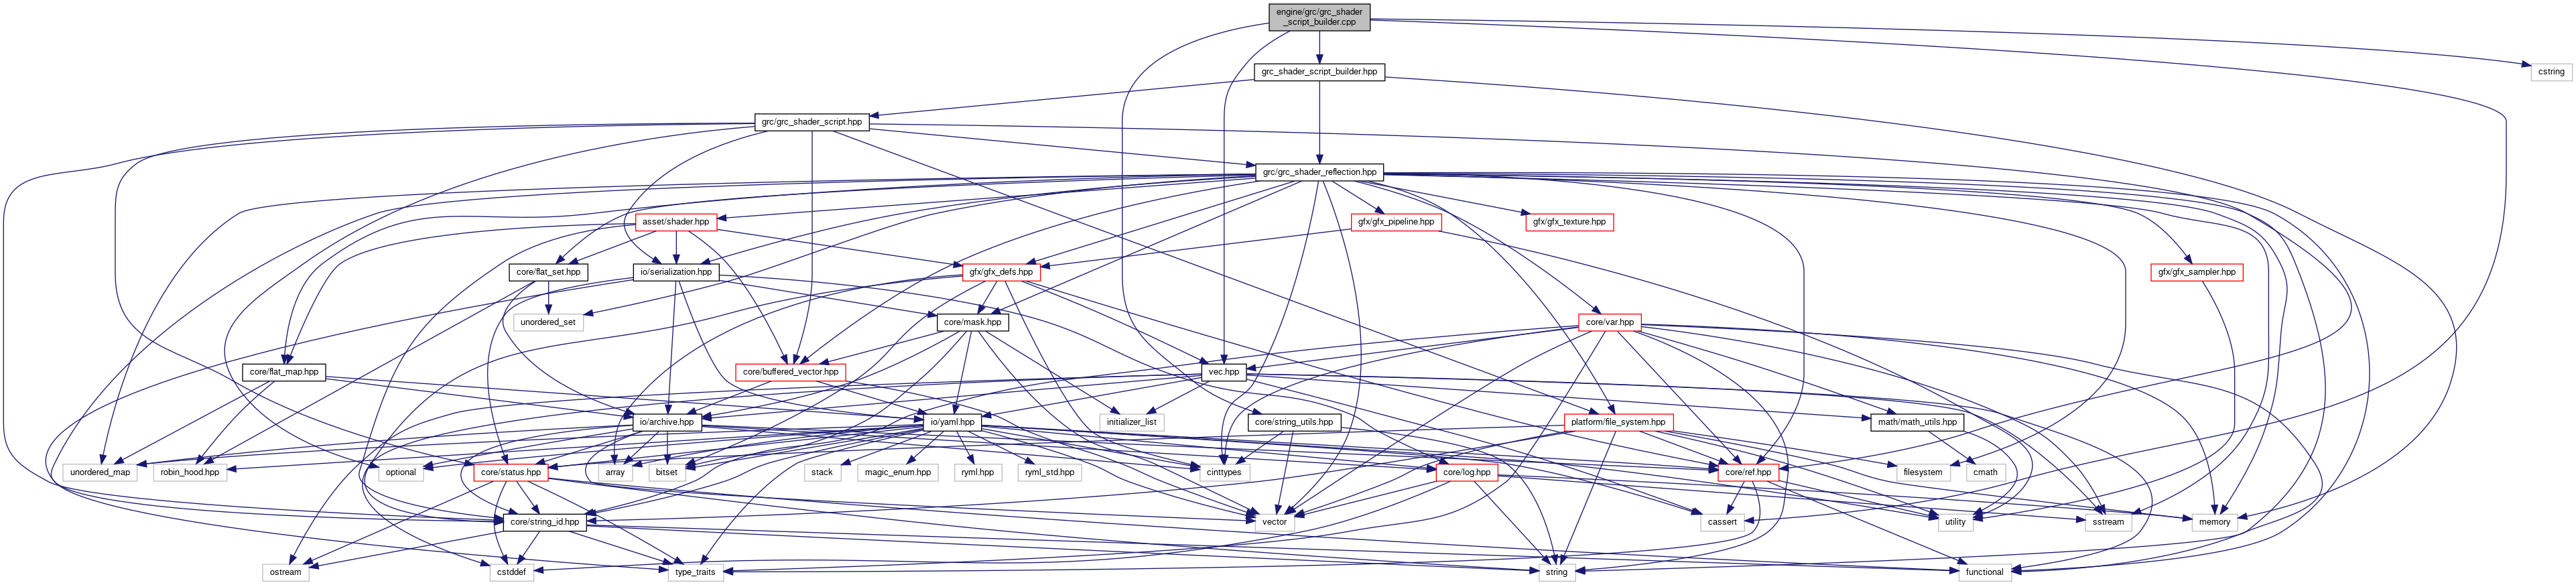 engine/grc/grc_shader
_script_builder.cpp
grc_shader_script_builder.hpp
cstring
grc/grc_shader_script.hpp
grc/grc_shader_reflection.hpp
asset/shader.hpp
gfx/gfx_pipeline.hpp
gfx/gfx_texture.hpp
core/flat_set.hpp
io/serialization.hpp
gfx/gfx_defs.hpp
gfx/gfx_sampler.hpp
unordered_set
core/mask.hpp
core/var.hpp
core/flat_map.hpp
core/buffered_vector.hpp
vec.hpp
io/archive.hpp
io/yaml.hpp
initializer_list
core/string_utils.hpp
platform/file_system.hpp
math/math_utils.hpp
unordered_map
robin_hood.hpp
optional
core/status.hpp
array
bitset
stack
magic_enum.hpp
ryml.hpp
ryml_std.hpp
cinttypes
core/log.hpp
core/ref.hpp
filesystem
cmath
core/string_id.hpp
vector
cassert
utility
sstream
memory
ostream
cstddef
type_traits
string
functional